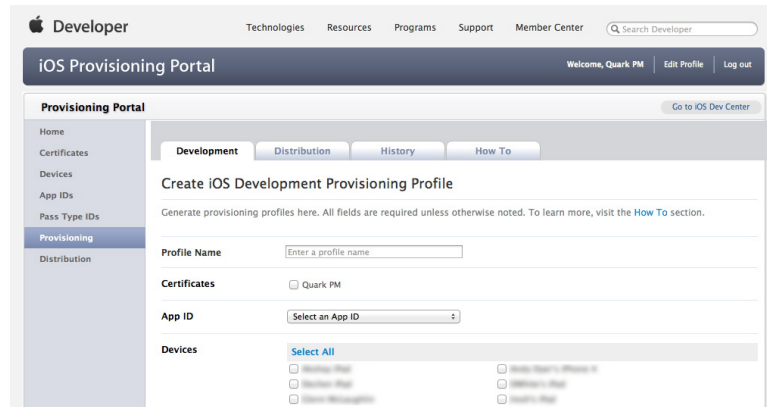 Developer
Technologies Resources Programs Support Member Center Search Developer
iOS Provisioning Portal
Welcome, Quark PM Edit Profile Log out
Provisioning Portal
Go to iOS Dev Center
Home
Certificates
Devices
App IDs
Pass Type IDs
Provisioning
Distribution
Development Distribution History How To
Create iOS Development Provisioning Profile
Generate provisioning profiles here. All fields are required unless otherwise noted. To learn more, visit the How To section.
Profile Name Enter a profile name
Certificates Quark PM
App ID Select an App ID
Devices Select All